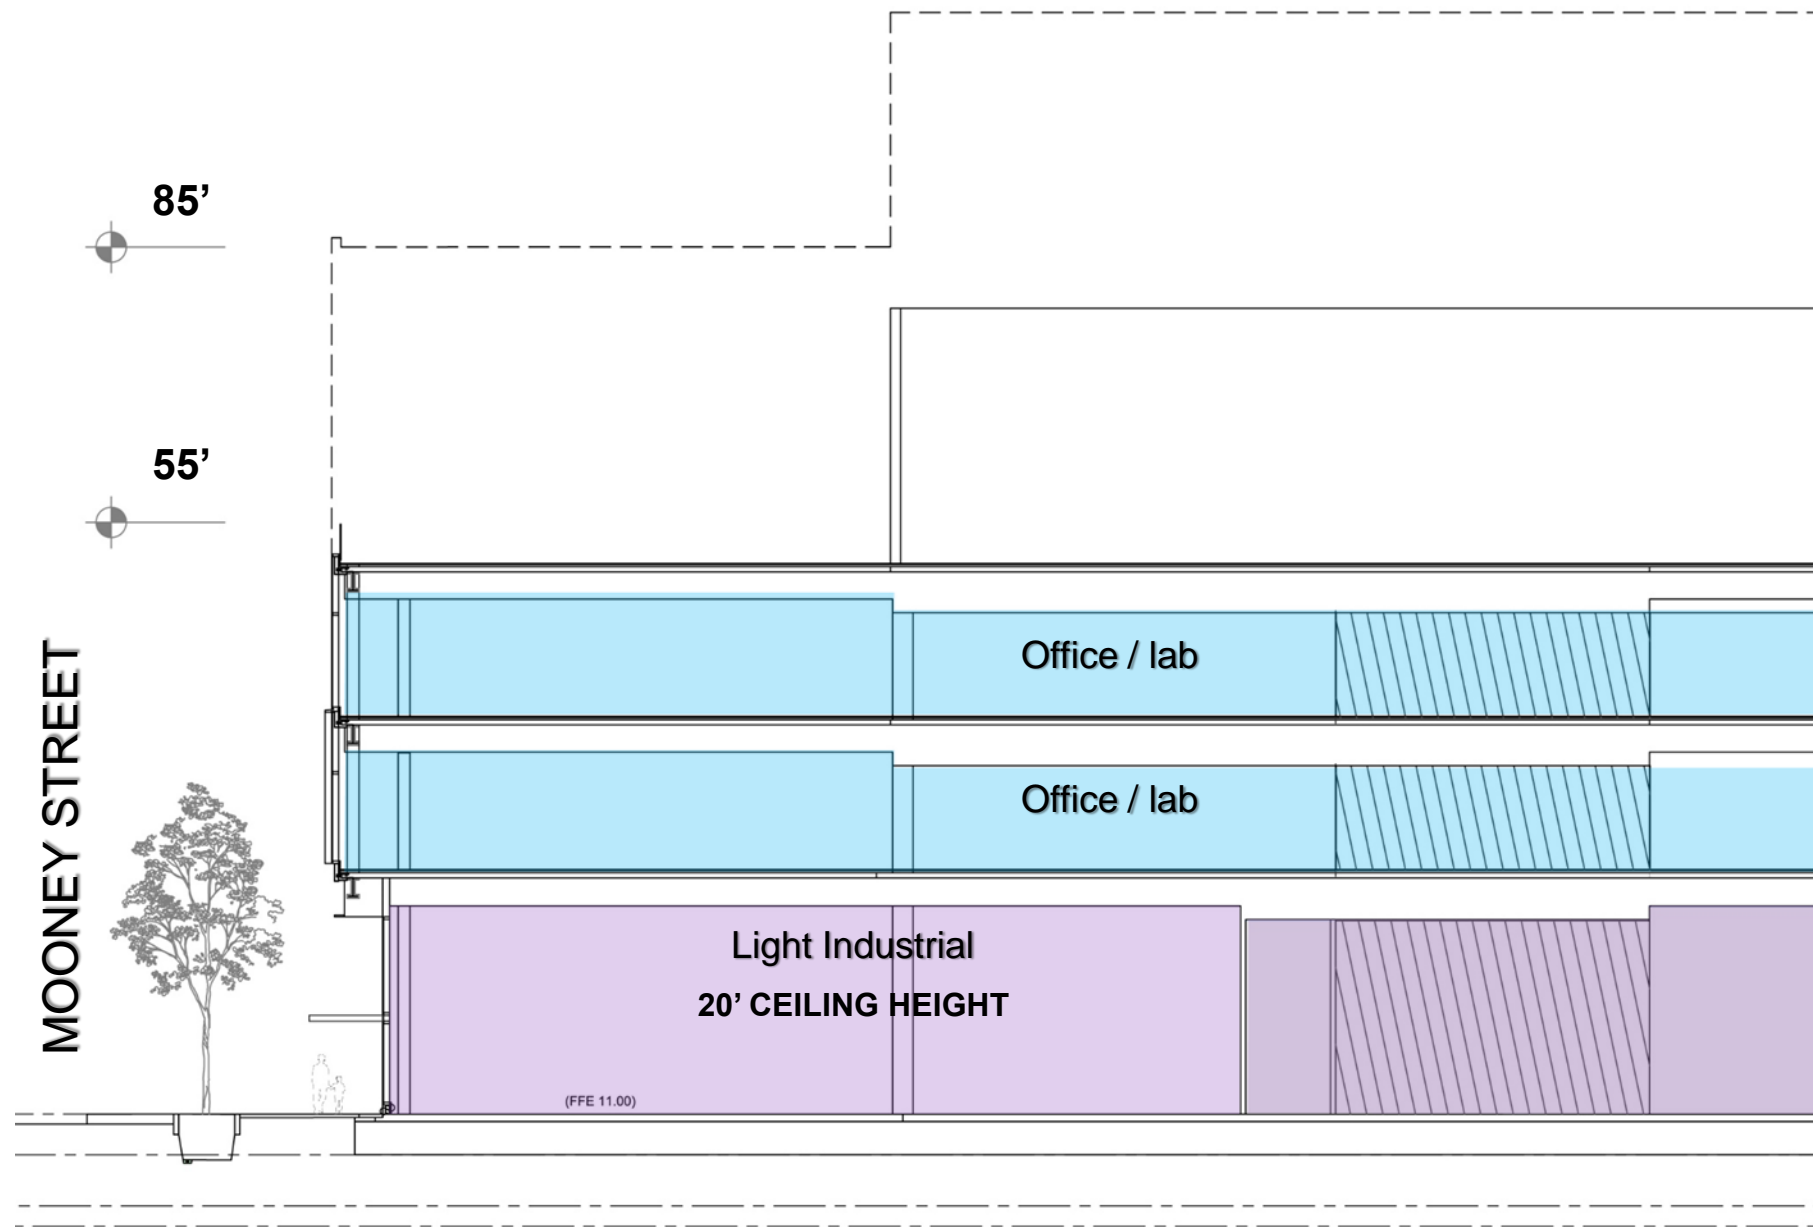 85’
55’
MOONEY STREET
Office / lab
Office / lab
Light Industrial
20’ CEILING HEIGHT
(FFE 11.00)